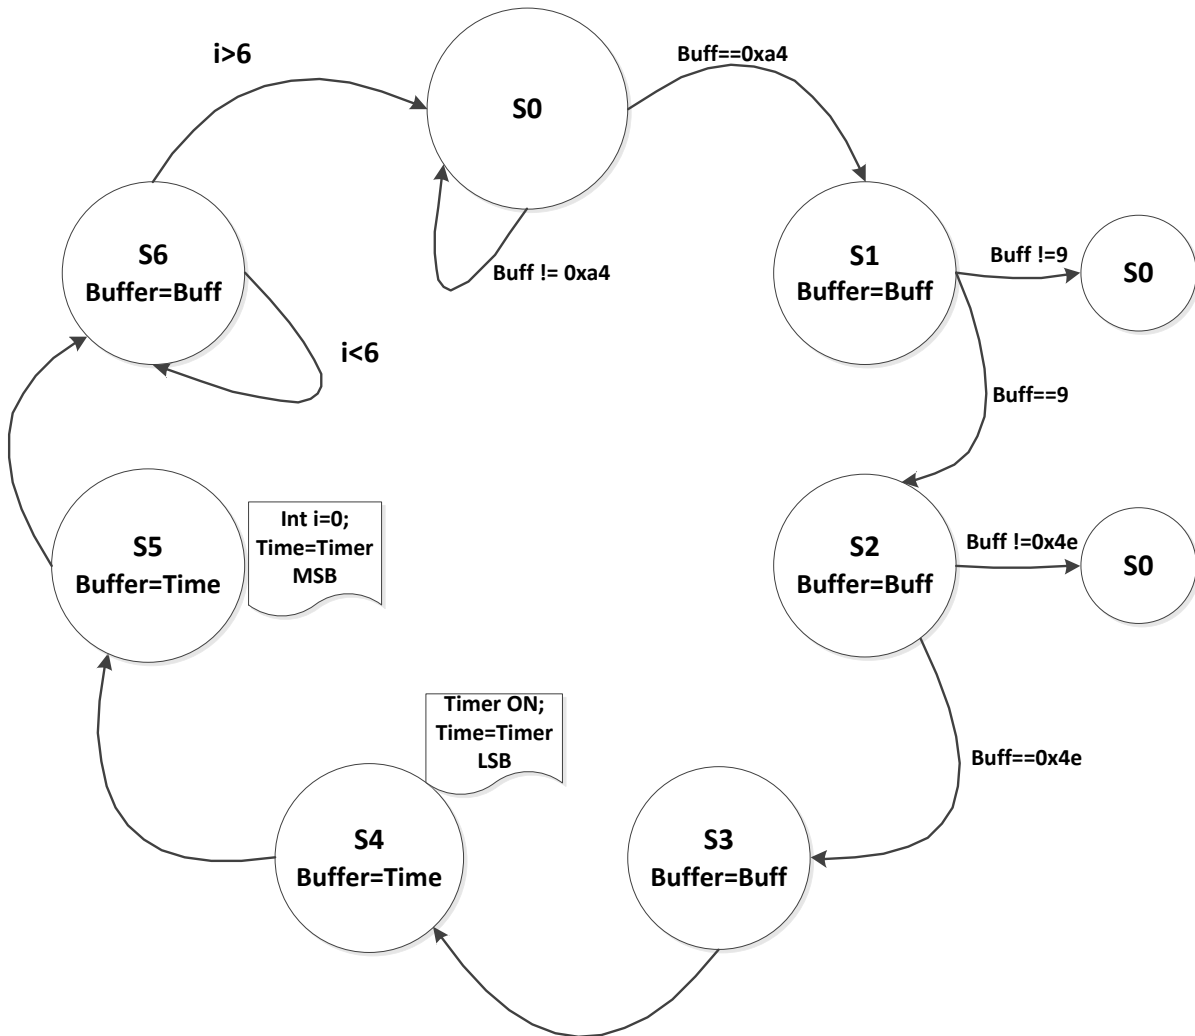 i>6
Buff==0xa4
S0
S6
Buffer=Buff
Buff != 0xa4
S1
Buffer=Buff
Buff !=9
S0
i<6
Buff==9
S5
Buffer=Time
Int i=0;
Time=Timer
MSB
S2
Buffer=Buff
Buff !=0x4e
S0
Timer ON;
Time=Timer
LSB
Buff==0x4e
S4
Buffer=Time
S3
Buffer=Buff